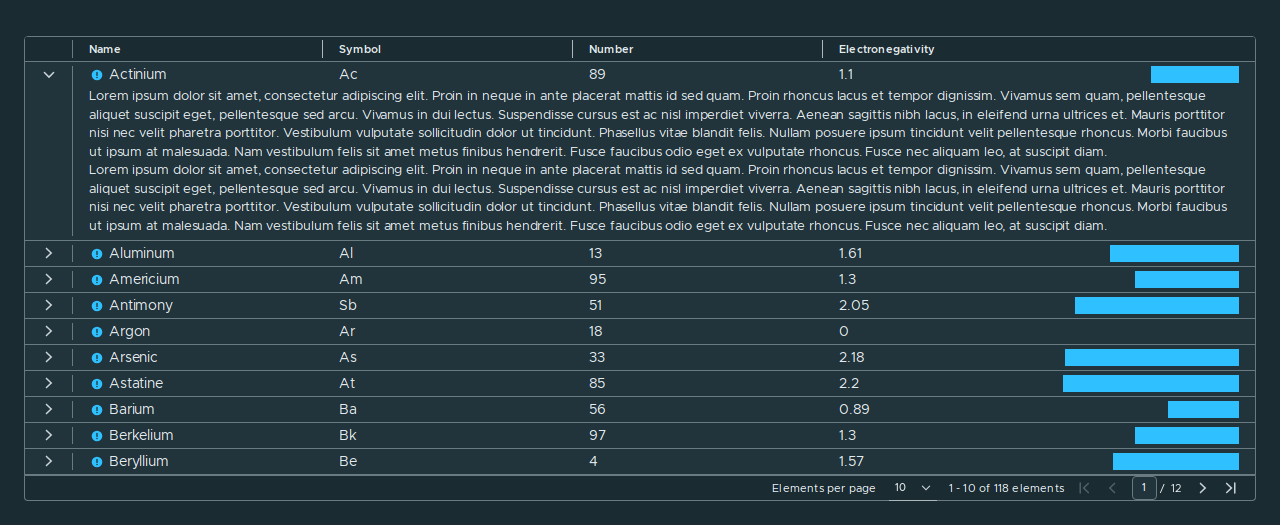 Name Symbol Number Electronegativity
Actinium Ac 89 1.1
Lorem ipsum dolor sit amet, consectetur adipiscing elit. Proin in neque in ante placerat mattis id sed quam. Proin rhoncus lacus et tempor dignissim. Vivamus sem quam, pellentesque
aliquet suscipit eget, pellentesque sed arcu. Vivamus in dui lectus. Suspendisse cursus est ac nisl imperdiet viverra. Aenean sagittis nibh lacus, in eleifend urna ultrices et. Mauris porttitor
nisi nec velit pharetra porttitor. Vestibulum vulputate sollicitudin dolor ut tincidunt. Phasellus vitae blandit felis. Nullam posuere ipsum tincidunt velit pellentesque rhoncus. Morbi faucibus
ut ipsum at malesuada. Nam vestibulum felis sit amet metus finibus hendrerit. Fusce faucibus odio eget ex vulputate rhoncus. Fusce nec aliquam leo, at suscipit diam.
Lorem ipsum dolor sit amet, consectetur adipiscing elit. Proin in neque in ante placerat mattis id sed quam. Proin rhoncus lacus et tempor dignissim. Vivamus sem quam, pellentesque
aliquet suscipit eget, pellentesque sed arcu. Vivamus in dui lectus. Suspendisse cursus est ac nisl imperdiet viverra. Aenean sagittis nibh lacus, in eleifend urna ultrices et. Mauris porttitor
nisi nec velit pharetra porttitor. Vestibulum vulputate sollicitudin dolor ut tincidunt. Phasellus vitae blandit felis. Nullam posuere ipsum tincidunt velit pellentesque rhoncus. Morbi faucibus
ut ipsum at malesuada. Nam vestibulum felis sit amet metus finibus hendrerit. Fusce faucibus odio eget ex vulputate rhoncus. Fusce nec aliquam leo, at suscipit diam.
Aluminum Al 13 1.61
Americium Am 95 1.3
Antimony Sb 51 2.05
Argon Ar 18 0
Arsenic As 33 2.18
Astatine At 85 2.2
Barium Ba 56 0.89
Berkelium Bk 97 1.3
Beryllium Be 4 1.57
Elements per page 10 1 - 10 of 118 elements 1 / 12